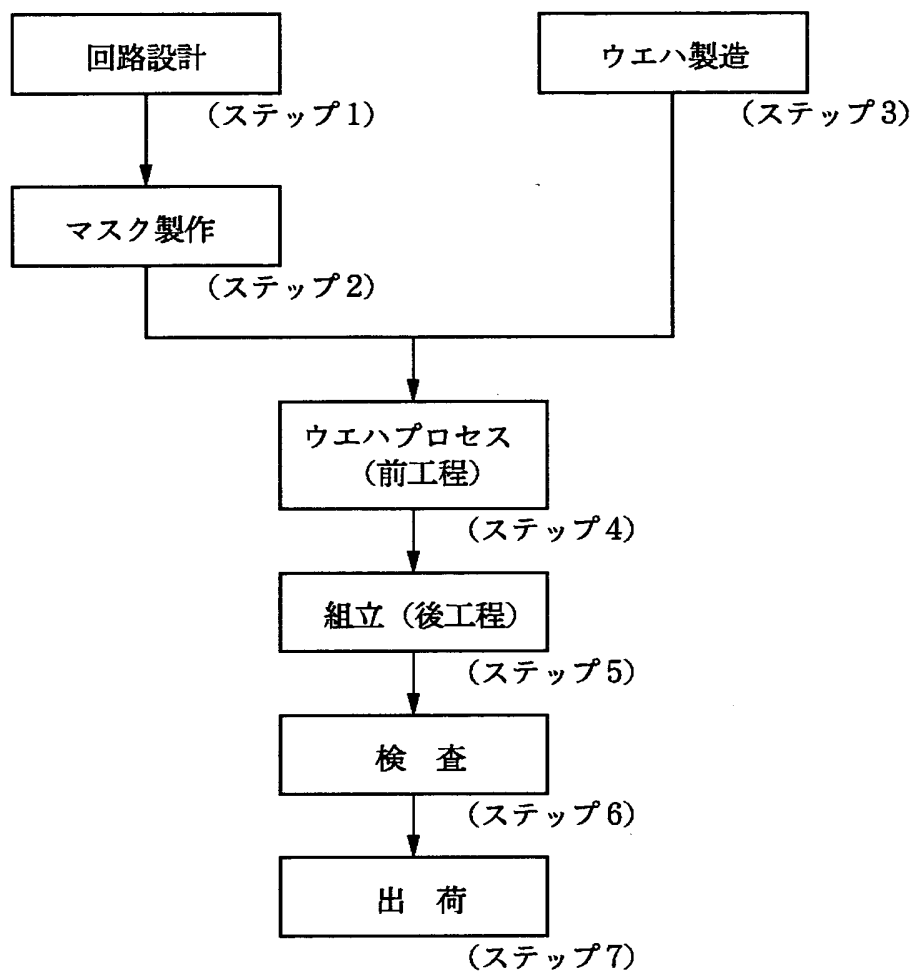 回路設計
(ステップ1)
ウエハ製造
(ステップ3)
マスク製作
(ステップ2)
ウエハプロセス
(前工程)
(ステップ4)
組立(後工程)
(ステップ5)
検 査
(ステップ6)
出 荷
(ステップ7)